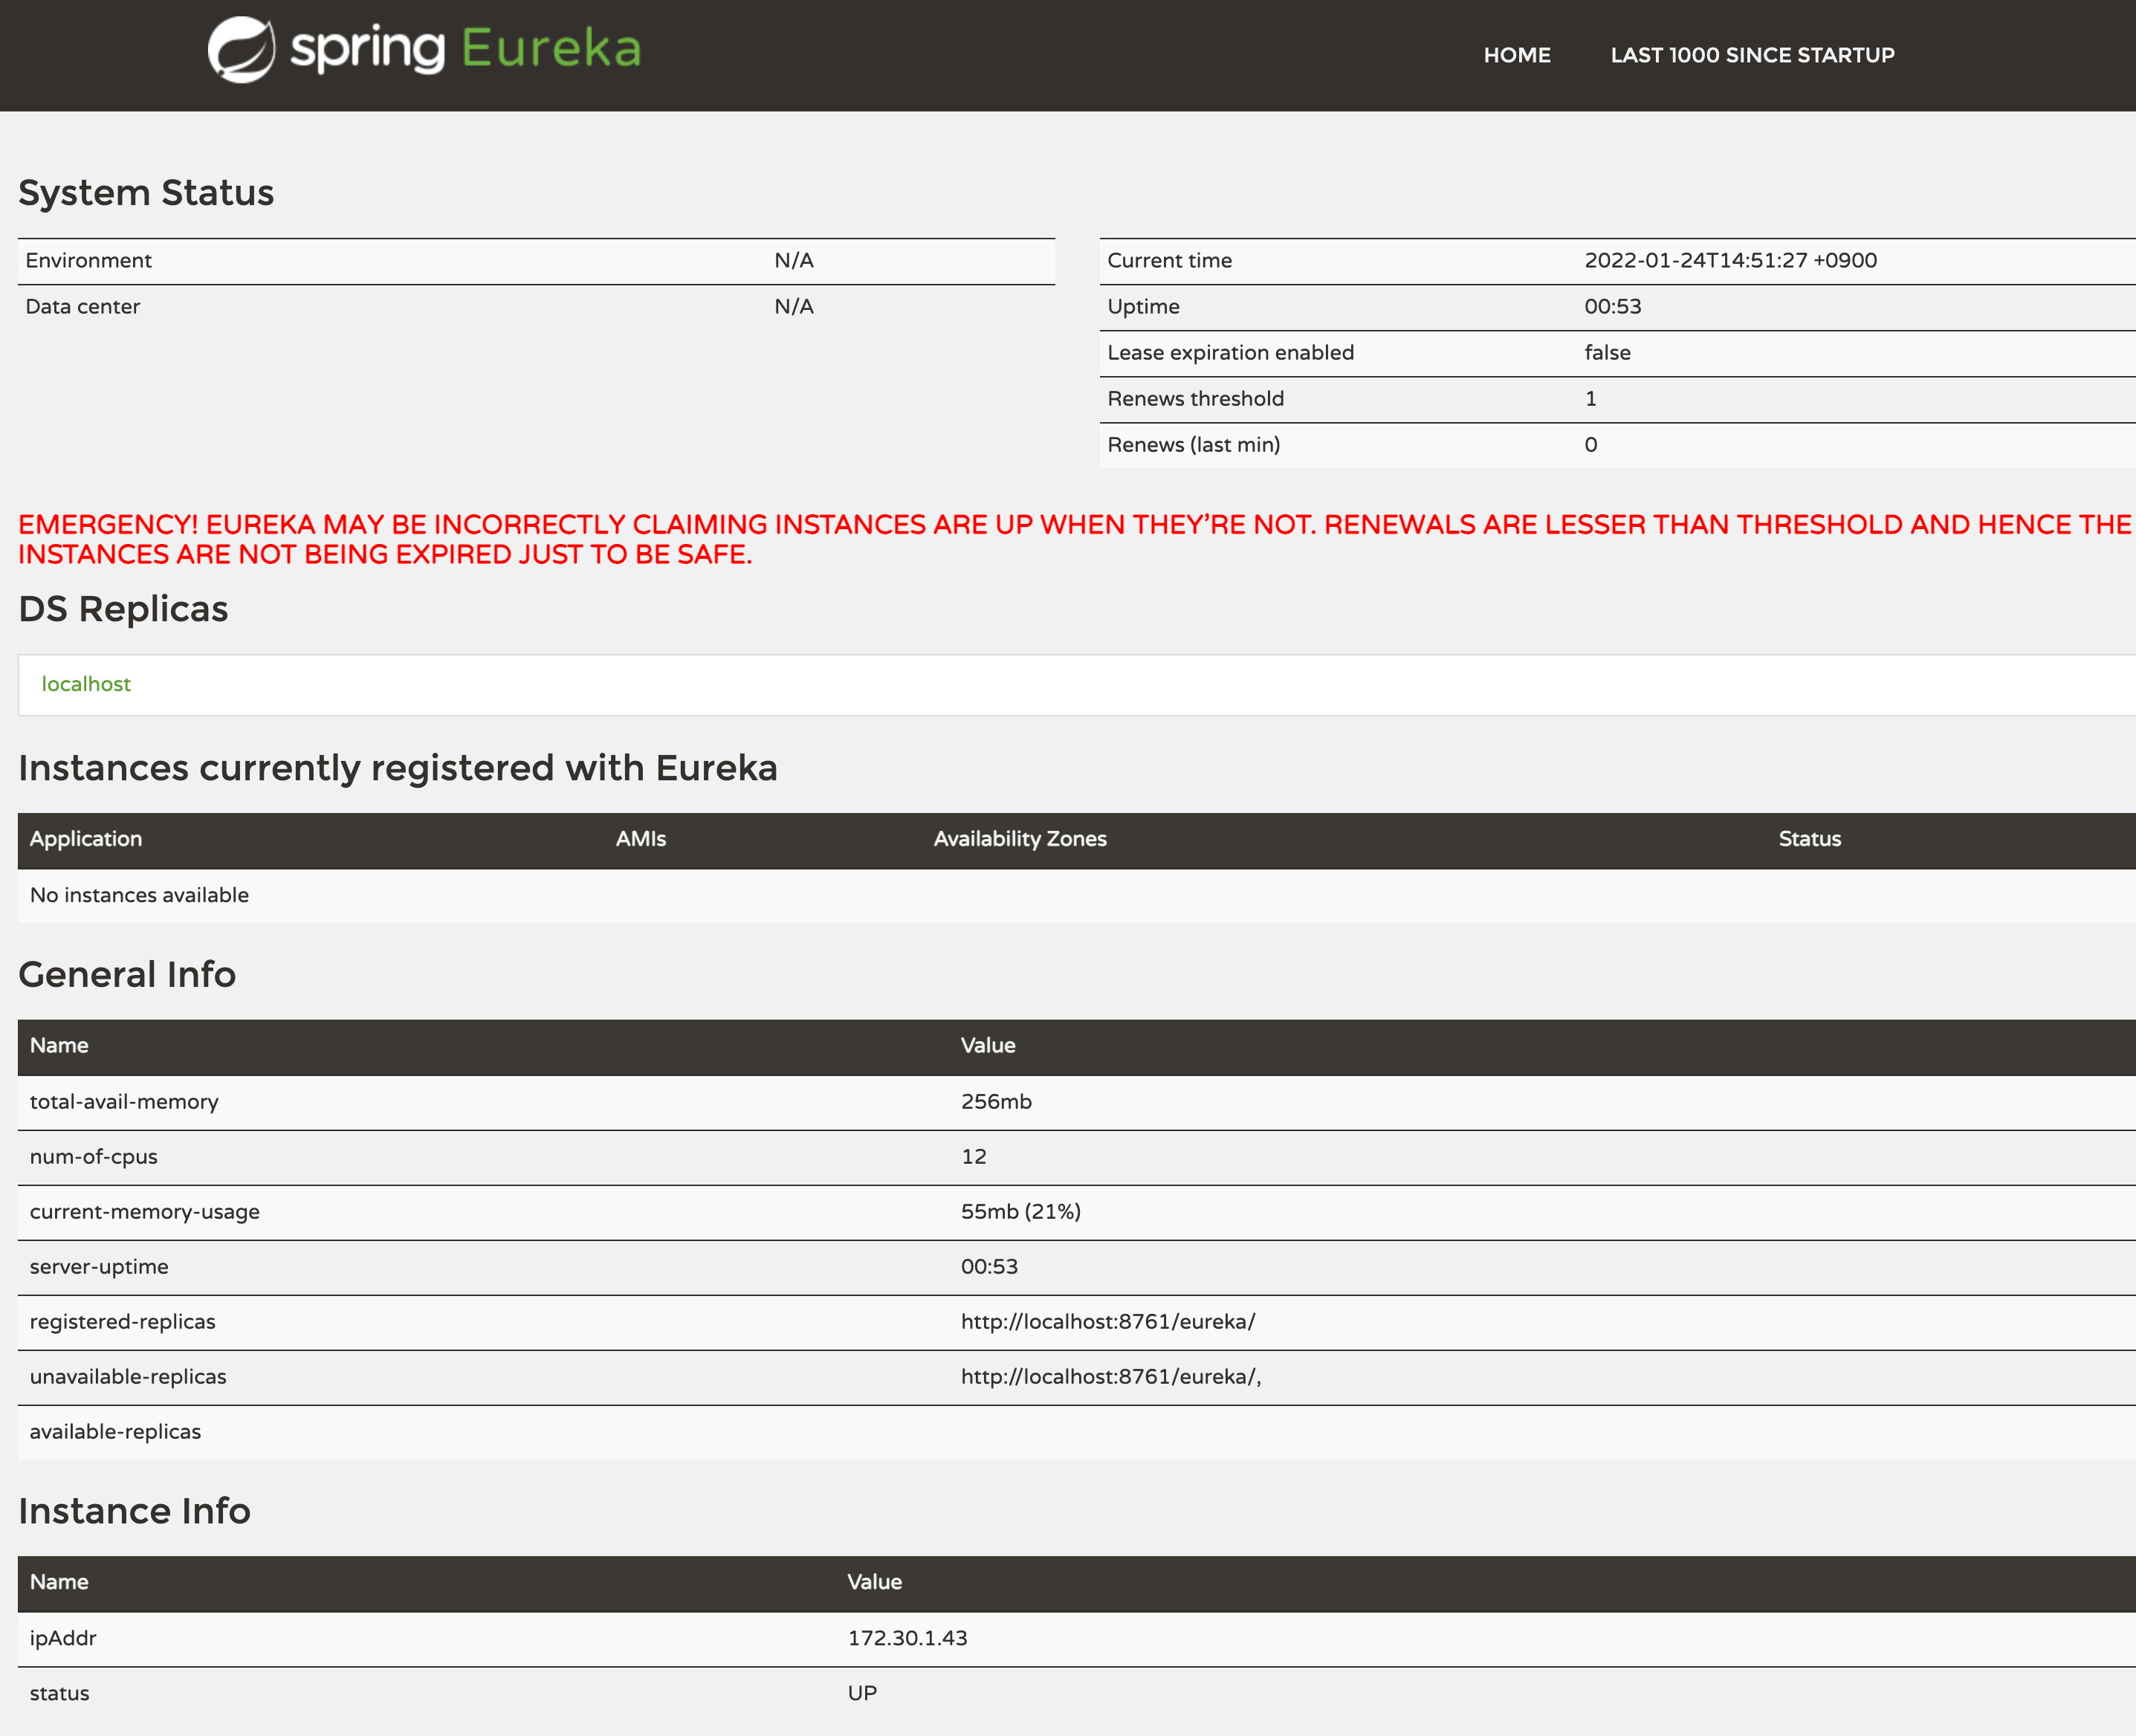 spring Eureka
HOME LAST 1000 SINCE STARTUP
System Status
Environment N/A
Data center N/A
Current time 2022-01-24T14:51:27 +0900
Uptime 00:53
Lease expiration enabled false
Renews threshold 1
Renews (last min) 0
EMERGENCY! EUREKA MAY BE INCORRECTLY CLAIMING INSTANCES ARE UP WHEN THEY'RE NOT. RENEWALS ARE LESSER THAN THRESHOLD AND HENCE THE
INSTANCES ARE NOT BEING EXPIRED JUST TO BE SAFE.
DS Replicas
localhost
Instances currently registered with Eureka
Application AMIs Availability Zones Status
No instances available
General Info
Name Value
total-avail-memory 256mb
num-of-cpus 12
current-memory-usage 55mb (21%)
server-uptime 00:53
registered-replicas http://localhost:8761/eureka/
unavailable-replicas http://localhost:8761/eureka/,
available-replicas
Instance Info
Name Value
ipAddr 172.30.1.43
status UP